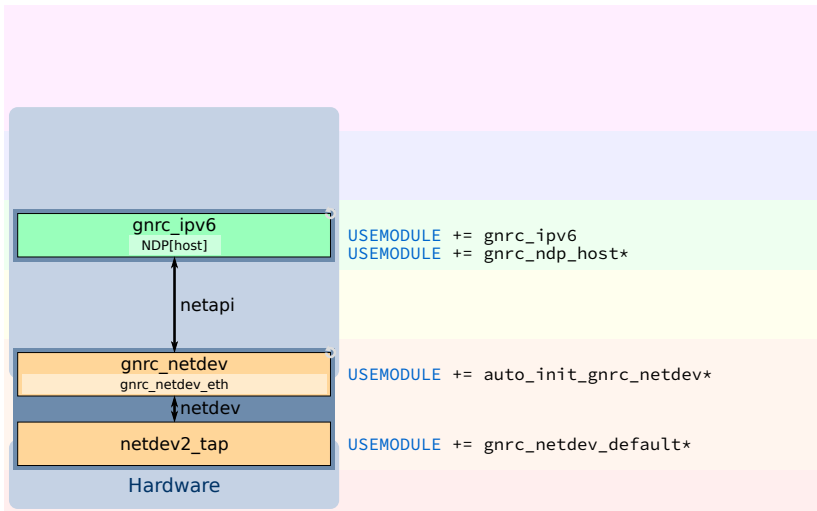 gnrc_ipv6
NDP[host]
USEMODULE += gnrc_ipv6
USEMODULE += gnrc_ndp_host*
netapi
gnrc_netdev
gnrc_netdev_eth
USEMODULE += auto_init_gnrc_netdev*
netdev
netdev2_tap
USEMODULE += gnrc_netdev_default*
Hardware